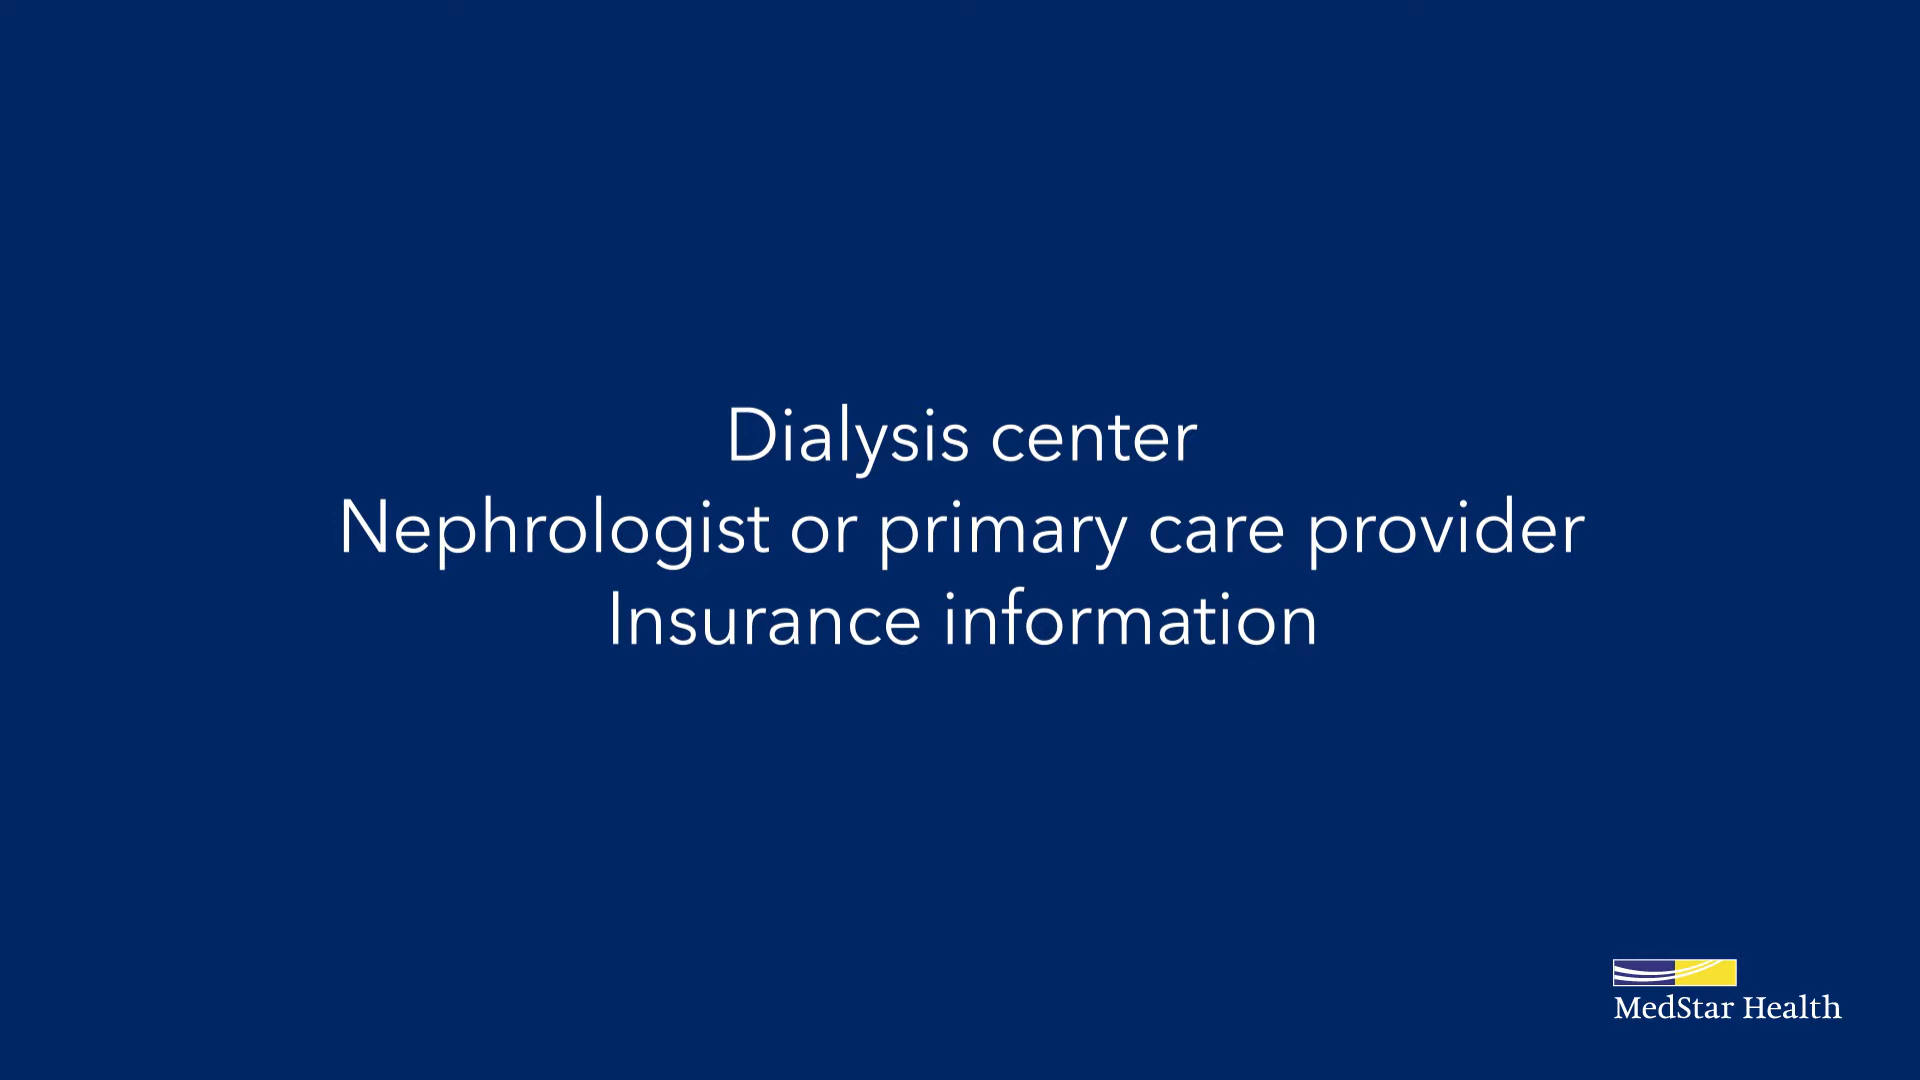 Dialysis center
Nephrologist or primary care provider
Insurance information
MedStar Health